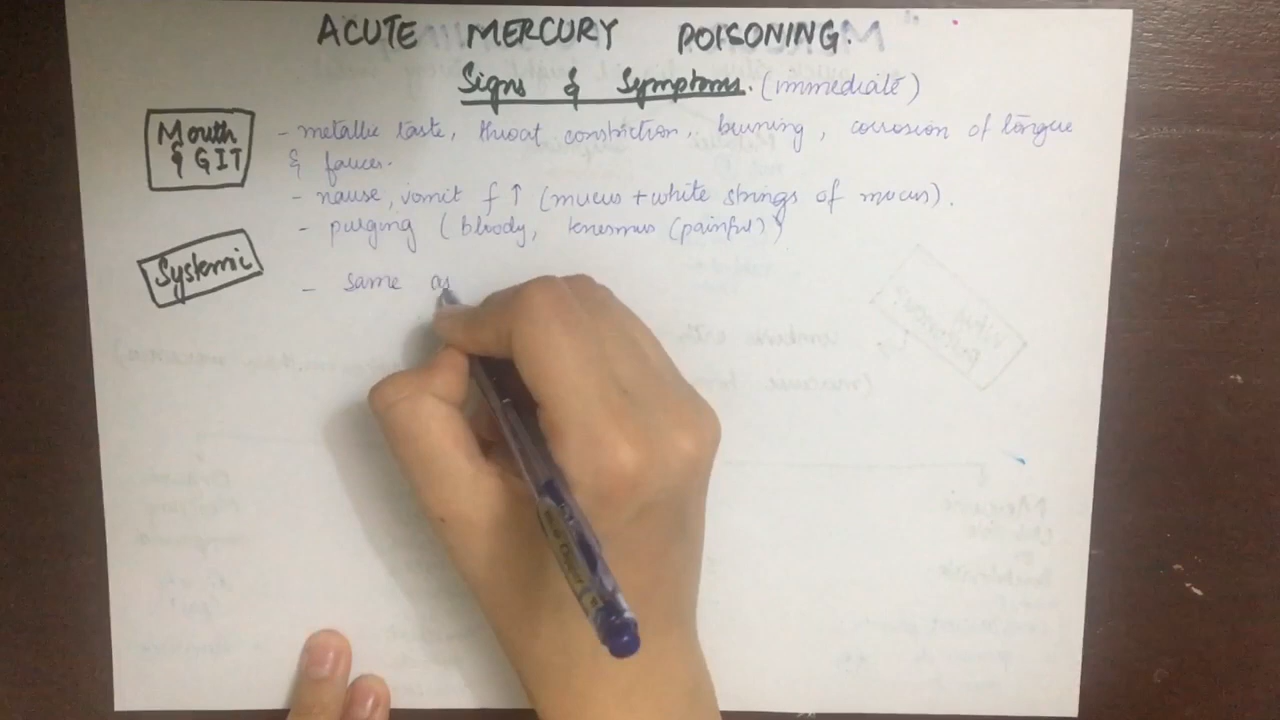 ACUTE MERCURY POISONING.
Signs & Symptoms. (immediate)
Mouth & GIT
- metallic taste, throat constriction, burning, corrosion of tongue
& fauces.
- nause, vomit f ↑ (mucus + white strings of mucus).
- purging (bloody, tenesmus (painful))
Systemic
- same as